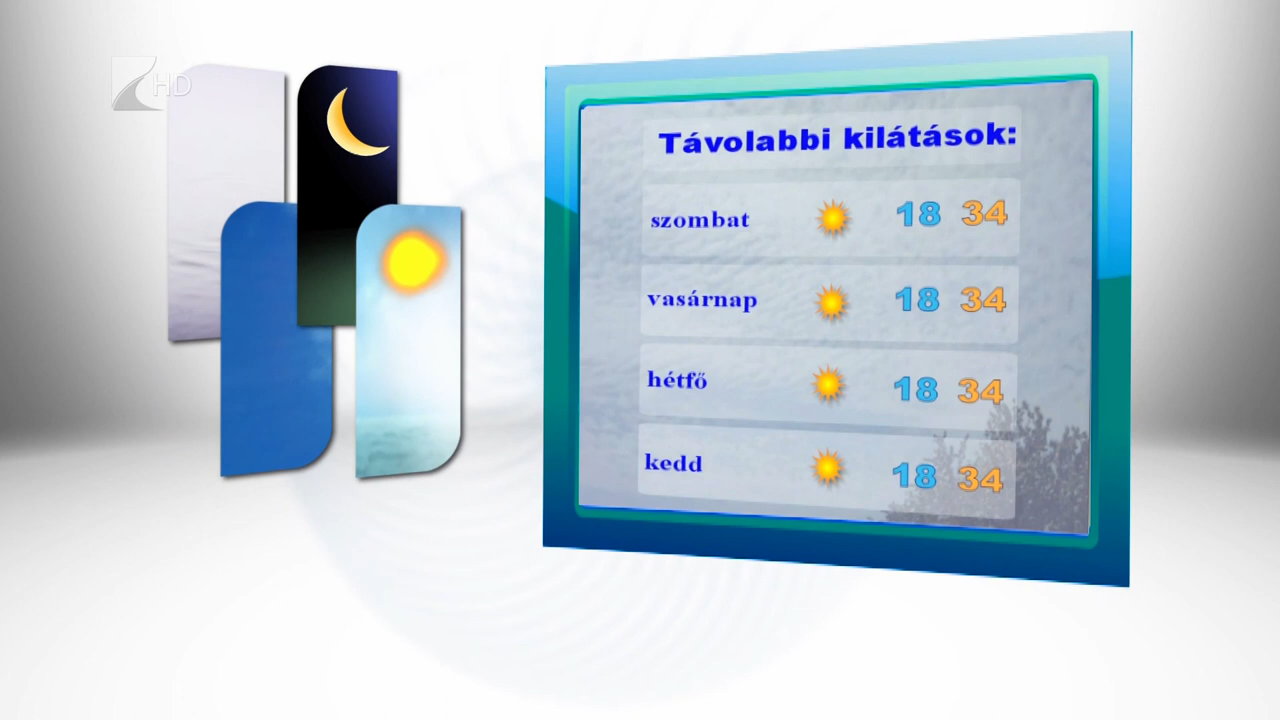 HD
Távolabbi kilátások:
szombat 18 34
vasárnap 18 34
hétfő 18 34
kedd 18 34